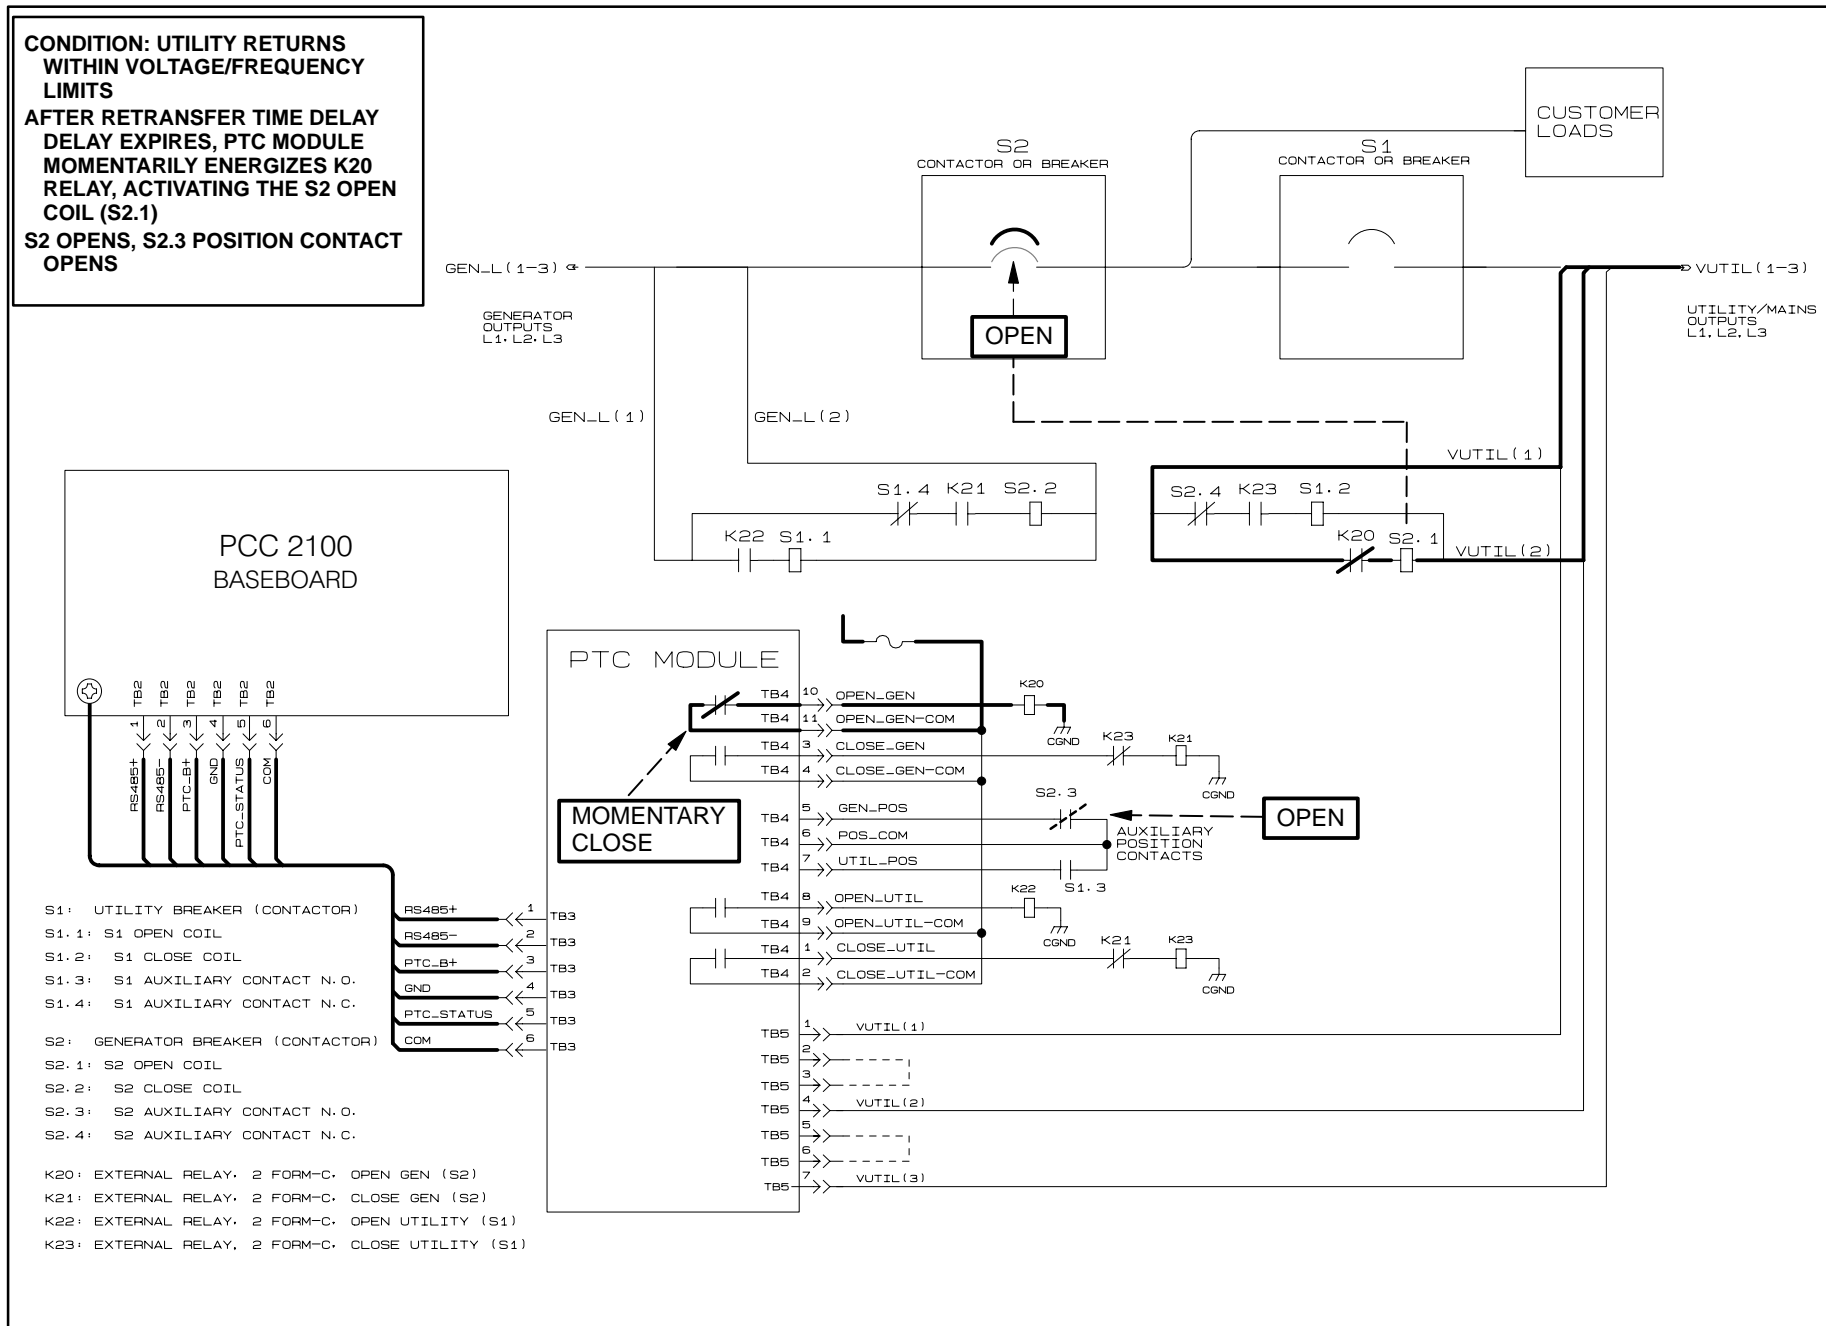 CONDITION: UTILITY RETURNS
WITHIN VOLTAGE/FREQUENCY
LIMITS
AFTER RETRANSFER TIME DELAY
DELAY EXPIRES, PTC MODULE
MOMENTARILY ENERGIZES K20
RELAY, ACTIVATING THE S2 OPEN
COIL (S2.1)
S2 OPENS, S2.3 POSITION CONTACT
OPENS
CUSTOMER
LOADS
S2
CONTACTOR OR BREAKER
S1
CONTACTOR OR BREAKER
GEN_L(1-3)
GENERATOR
OUTPUTS
L1, L2, L3
OPEN
VUTIL(1-3)
UTILITY/MAINS
OUTPUTS
L1, L2, L3
GEN_L(1)
GEN_L(2)
VUTIL(1)
S1.4 K21 S2.2
K22 S1.1
S2.4 K23 S1.2
K20 S2.1
VUTIL(2)
PCC 2100
BASEBOARD
TB2 TB2 TB2 TB2 TB2 TB2
1 2 3 4 5 6
RS485+
RS485-
PTC_B+
GND
PTC_STATUS
COM
PTC MODULE
TB4 10 OPEN_GEN
K20
TB4 11 OPEN_GEN-COM
CGND
TB4 3 CLOSE_GEN
K23 K21
TB4 4 CLOSE_GEN-COM
CGND
MOMENTARY
CLOSE
TB4 5 GEN_POS
S2.3
OPEN
TB4 6 POS_COM
AUXILIARY
POSITION
CONTACTS
TB4 7 UTIL_POS
S1.3
TB4 8 OPEN_UTIL
K22
TB4 9 OPEN_UTIL-COM
CGND
TB4 1 CLOSE_UTIL
K21 K23
TB4 2 CLOSE_UTIL-COM
CGND
RS485+ 1 TB3
RS485- 2 TB3
PTC_B+ 3 TB3
GND 4 TB3
PTC_STATUS 5 TB3
COM 6 TB3
TB5 1 VUTIL(1)
TB5 2
TB5 3
TB5 4 VUTIL(2)
TB5 5
TB5 6
TB5 7 VUTIL(3)
S1: UTILITY BREAKER (CONTACTOR)
S1.1: S1 OPEN COIL
S1.2: S1 CLOSE COIL
S1.3: S1 AUXILIARY CONTACT N.O.
S1.4: S1 AUXILIARY CONTACT N.C.
S2: GENERATOR BREAKER (CONTACTOR)
S2.1: S2 OPEN COIL
S2.2: S2 CLOSE COIL
S2.3: S2 AUXILIARY CONTACT N.O.
S2.4: S2 AUXILIARY CONTACT N.C.
K20: EXTERNAL RELAY, 2 FORM-C, OPEN GEN (S2)
K21: EXTERNAL RELAY, 2 FORM-C, CLOSE GEN (S2)
K22: EXTERNAL RELAY, 2 FORM-C, OPEN UTILITY (S1)
K23: EXTERNAL RELAY, 2 FORM-C, CLOSE UTILITY (S1)